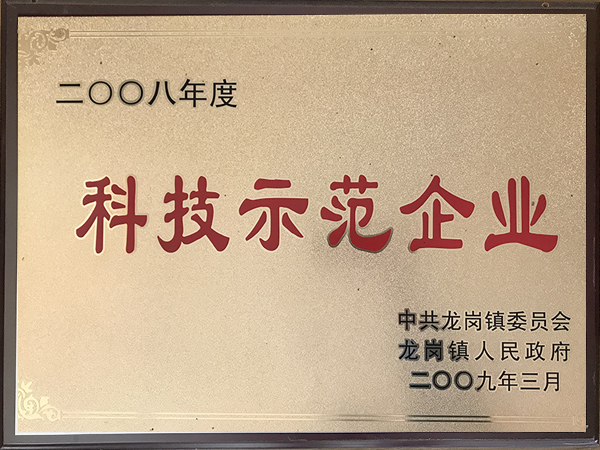 二〇〇八年度
科技示范企业
中共龙岗镇委员会
龙岗镇人民政府
二〇〇九年三月